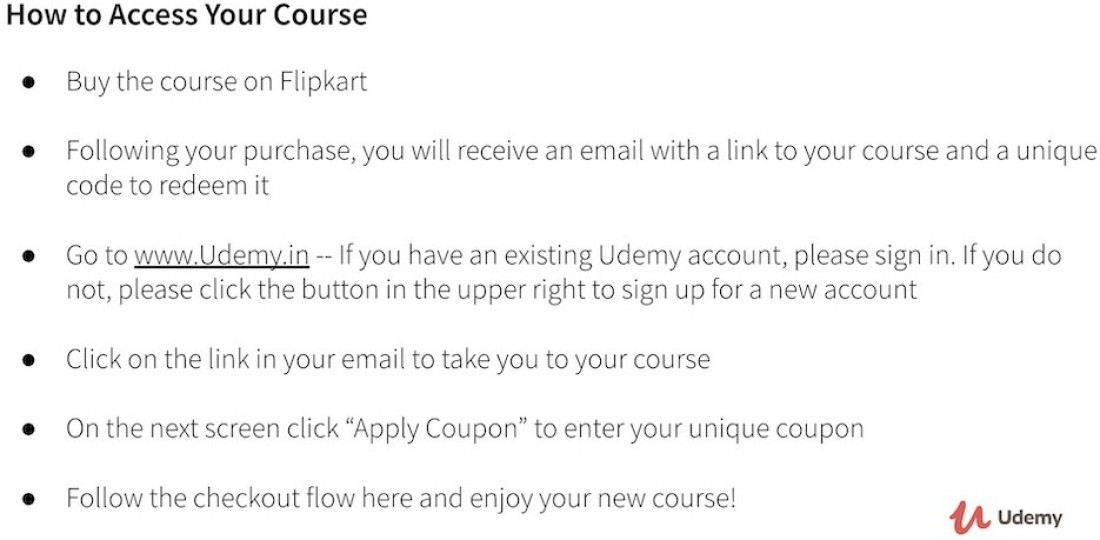 How to Access Your Course
● Buy the course on Flipkart
● Following your purchase, you will receive an email with a link to your course and a unique
code to redeem it
● Go to www.Udemy.in -- If you have an existing Udemy account, please sign in. If you do
not, please click the button in the upper right to sign up for a new account
● Click on the link in your email to take you to your course
● On the next screen click “Apply Coupon” to enter your unique coupon
● Follow the checkout flow here and enjoy your new course!
Udemy